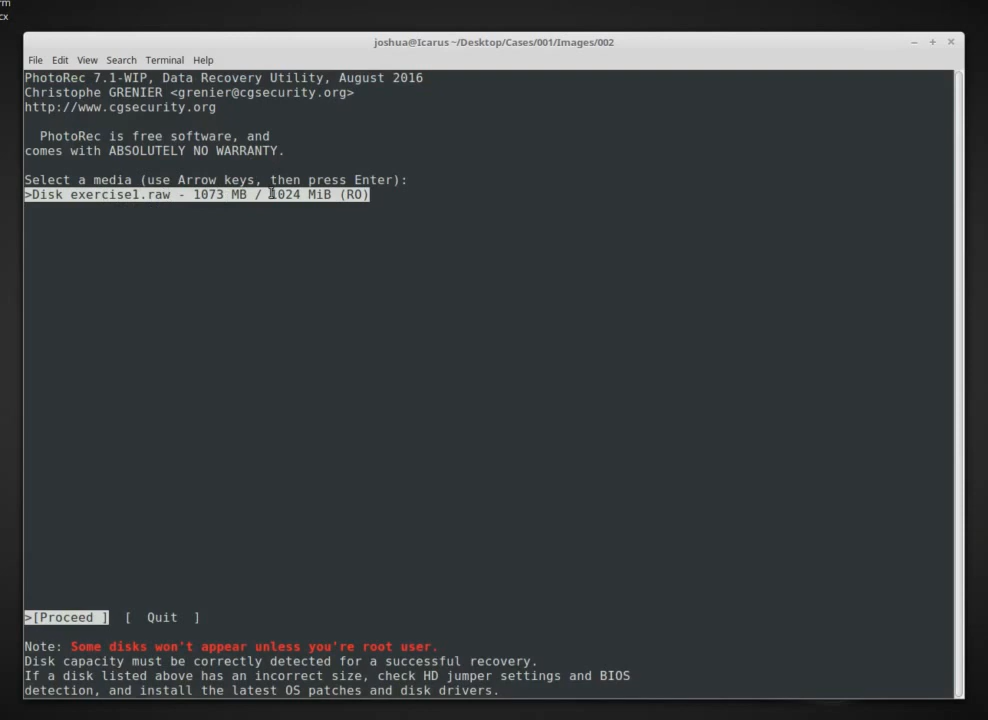 rm
cx
joshua@Icarus ~/Desktop/Cases/001/Images/002
File Edit View Search Terminal Help
PhotoRec 7.1-WIP, Data Recovery Utility, August 2016
Christophe GRENIER <grenier@cgsecurity.org>
http://www.cgsecurity.org
PhotoRec is free software, and
comes with ABSOLUTELY NO WARRANTY.
Select a media (use Arrow keys, then press Enter):
>Disk exercise1.raw - 1073 MB / 1024 MiB (RO)
>[Proceed ] [ Quit ]
Note: Some disks won't appear unless you're root user.
Disk capacity must be correctly detected for a successful recovery.
If a disk listed above has an incorrect size, check HD jumper settings and BIOS
detection, and install the latest OS patches and disk drivers.